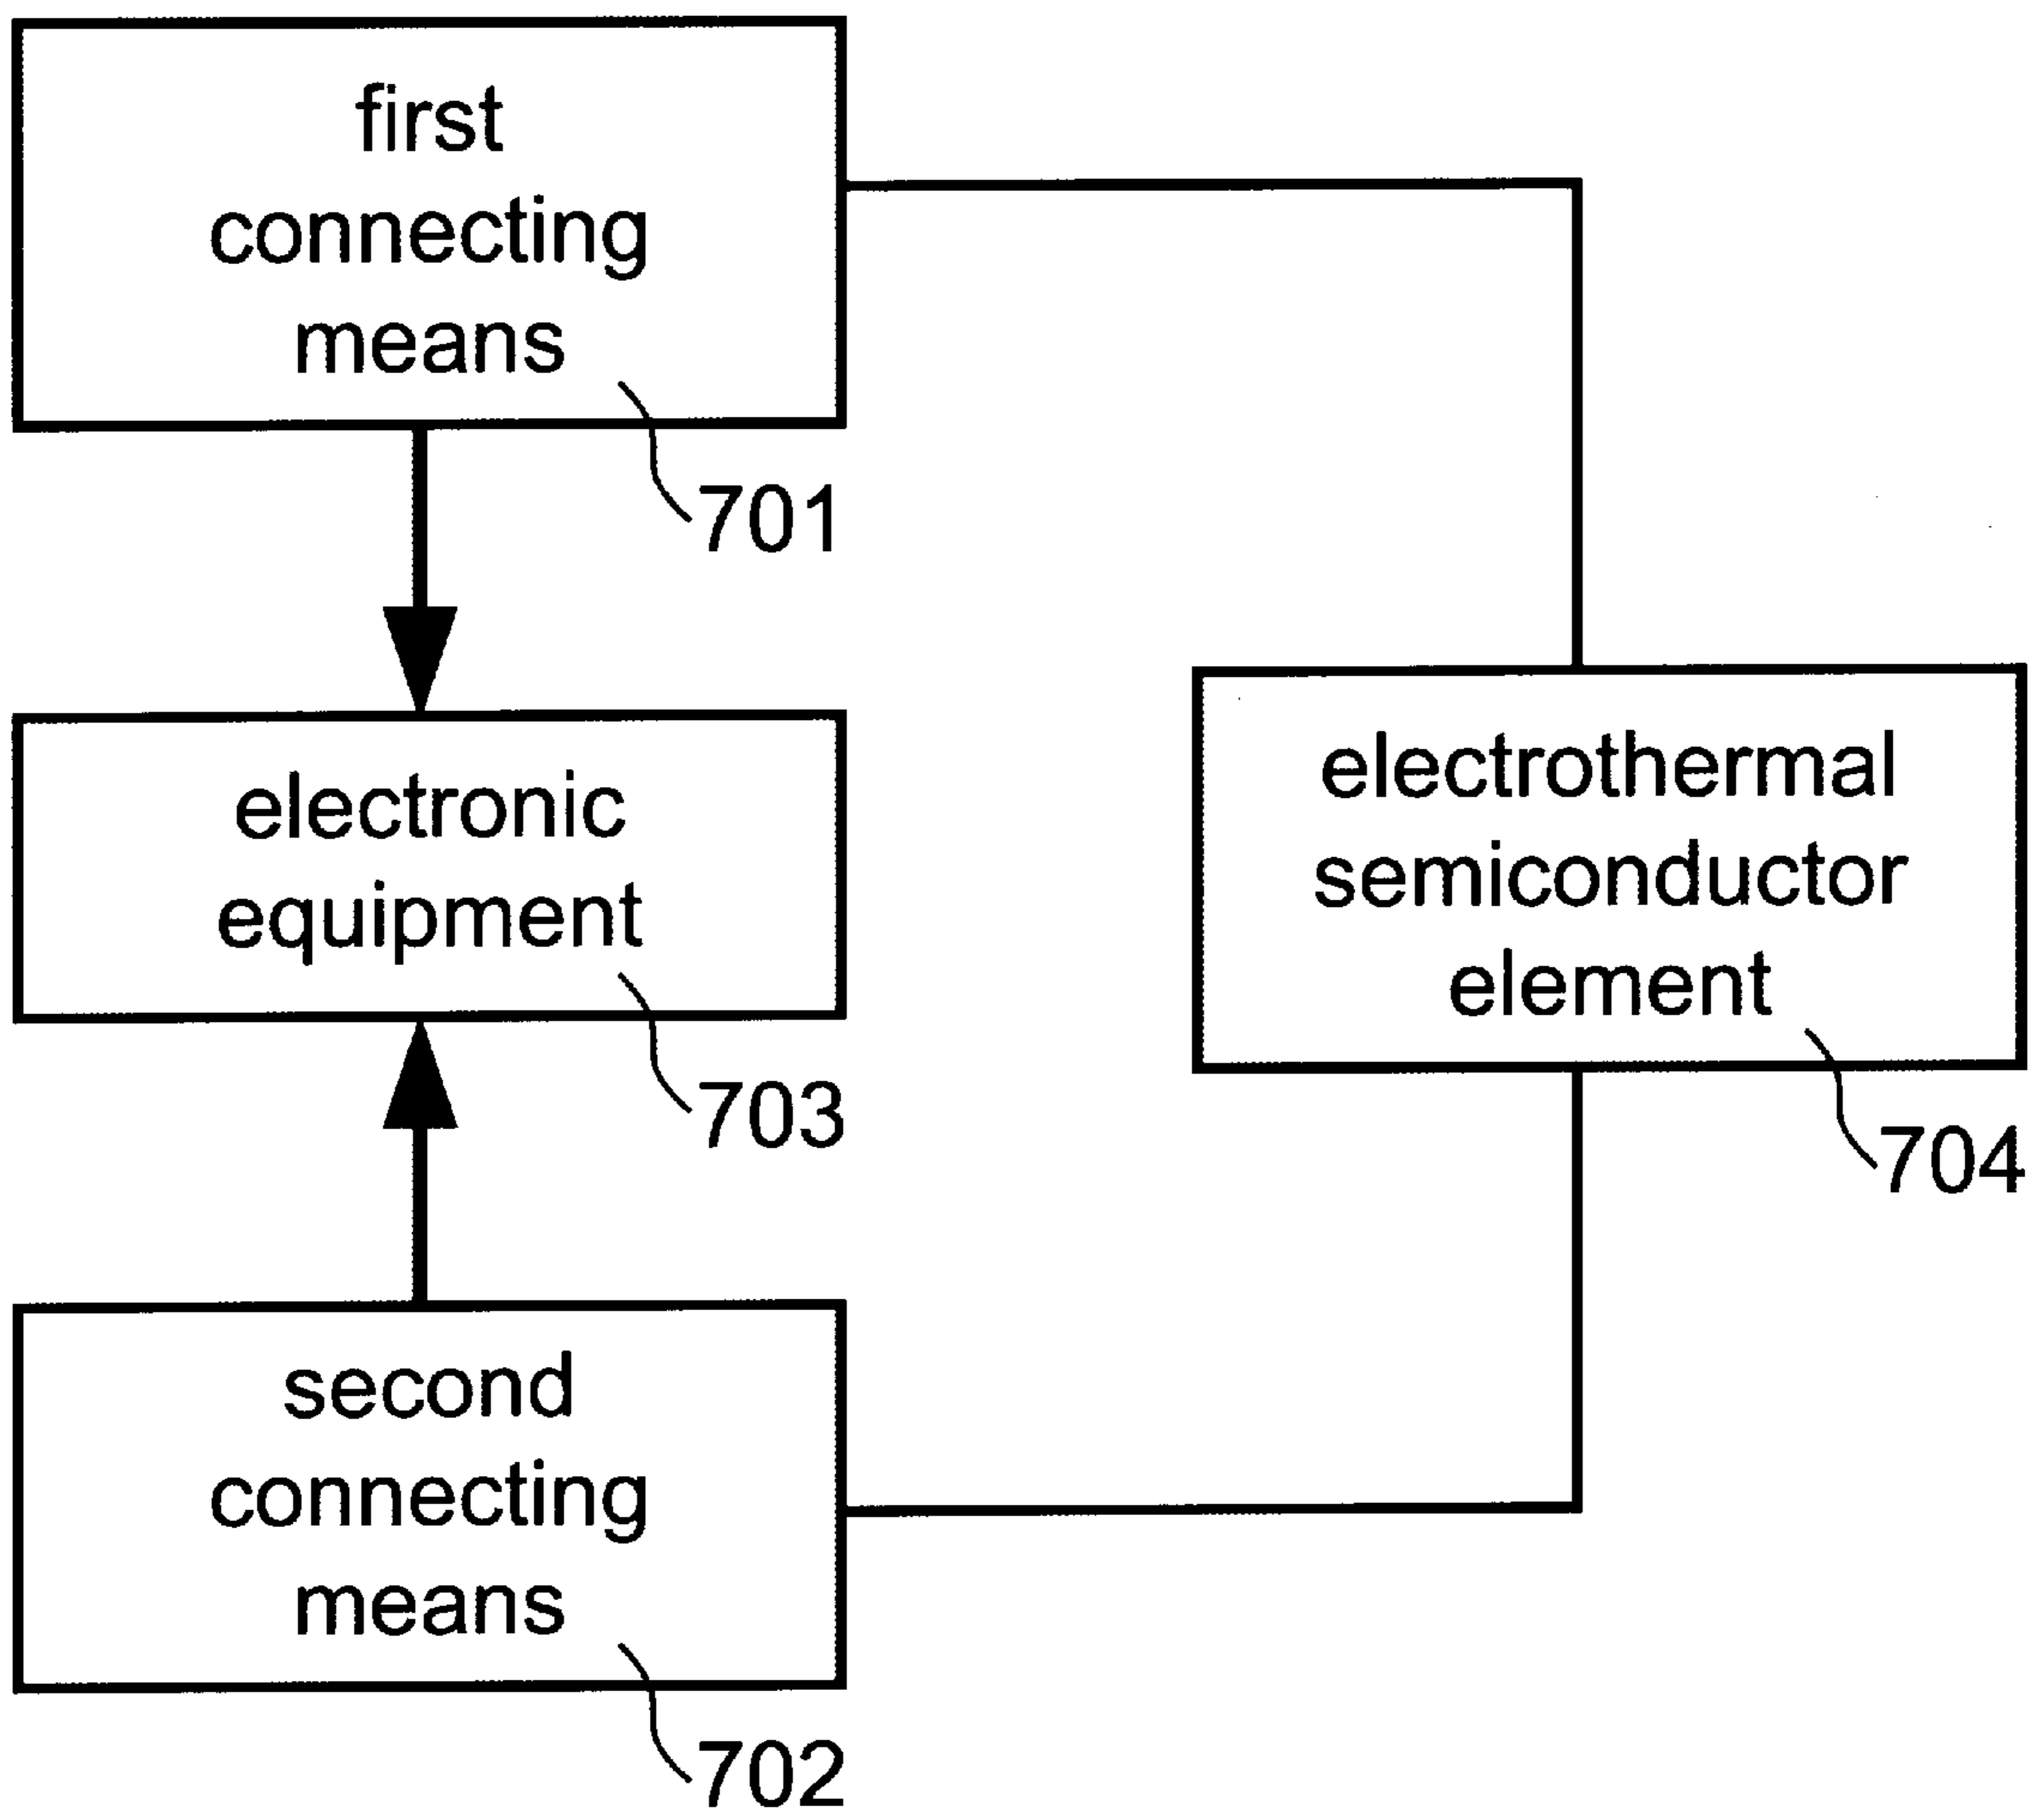 first
connecting
means
701
electronic
equipment
703
electrothermal
semiconductor
element
704
second
connecting
means
702